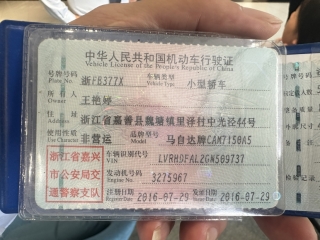 中华人民共和国机动车行驶证
Vehicle License of the People's Republic of China
号牌号码 Plate No. 浙FB377X 车辆类型 Vehicle Type 小型轿车
所有人 Owner 王艳婷
住址 Address 浙江省嘉善县魏塘镇里泽村中光泾44号
使用性质 Use Character 非营运 品牌型号 Model 马自达牌CAM7150A5
浙江省嘉兴市公安局交通警察支队
车辆识别代号 VIN LVRHDFALZGN509737
发动机号码 Engine No. 3275967
注册日期 Register Date 2016-07-29 发证日期 Issue Date 2016-07-29